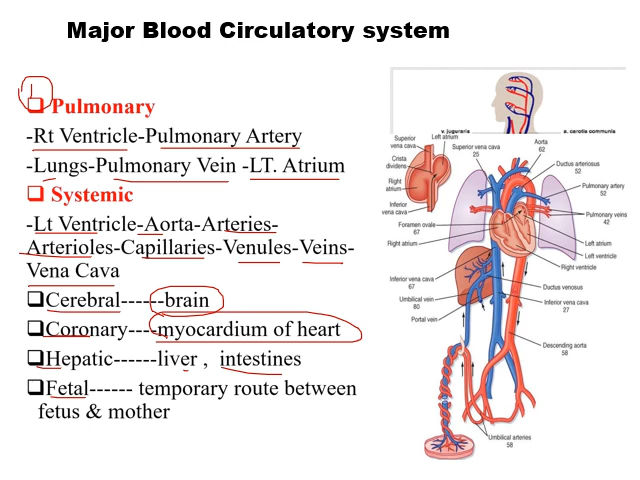 Major Blood Circulatory system
❑ Pulmonary
-Rt Ventricle-Pulmonary Artery
-Lungs-Pulmonary Vein -LT. Atrium
❑ Systemic
-Lt Ventricle-Aorta-Arteries-
Arterioles-Capillaries-Venules-Veins-
Vena Cava
❑Cerebral------brain
❑Coronary----myocardium of heart
❑Hepatic------liver , intestines
❑Fetal------ temporary route between
fetus & mother
v. jugularis
a. carotis communis
Superior
vena cava
Left atrium
Crista
dividens
Right
atrium
Inferior
vena cava
Superior vena cava
25
Aorta
62
Ductus arteriosus
52
Pulmonary artery
52
Pulmonary veins
42
Foramen ovale
67
Right atrium
Left atrium
Left ventricle
Right ventricle
Inferior vena cava
67
Umbilical vein
80
Portal vein
Ductus venosus
Inferior vena cava
27
Descending aorta
58
Umbilical arteries
58